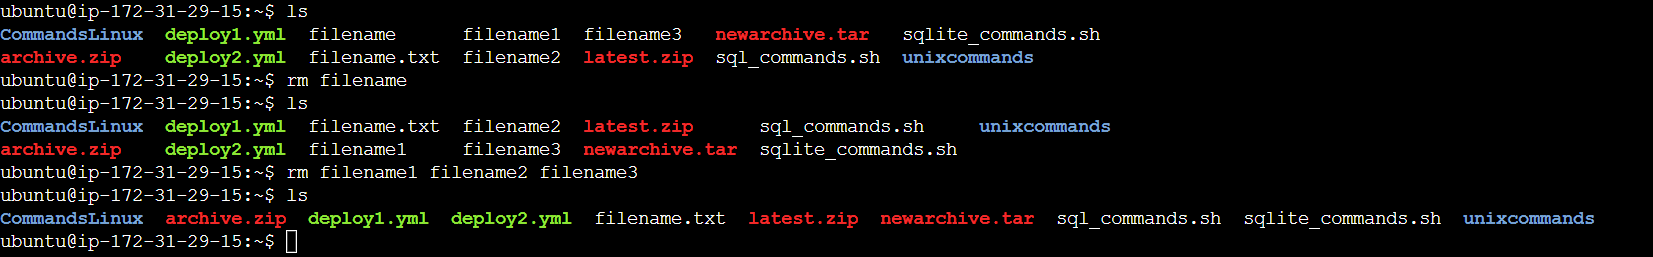 ubuntu@ip-172-31-29-15:~$ ls
CommandsLinux  deploy1.yml  filename      filename1  filename3   newarchive.tar   sqlite_commands.sh
archive.zip    deploy2.yml  filename.txt  filename2  latest.zip  sql_commands.sh  unixcommands
ubuntu@ip-172-31-29-15:~$ rm filename
ubuntu@ip-172-31-29-15:~$ ls
CommandsLinux  deploy1.yml  filename.txt  filename2  latest.zip      sql_commands.sh     unixcommands
archive.zip    deploy2.yml  filename1     filename3  newarchive.tar  sqlite_commands.sh
ubuntu@ip-172-31-29-15:~$ rm filename1 filename2 filename3
ubuntu@ip-172-31-29-15:~$ ls
CommandsLinux  archive.zip  deploy1.yml  deploy2.yml  filename.txt  latest.zip  newarchive.tar  sql_commands.sh  sqlite_commands.sh  unixcommands
ubuntu@ip-172-31-29-15:~$